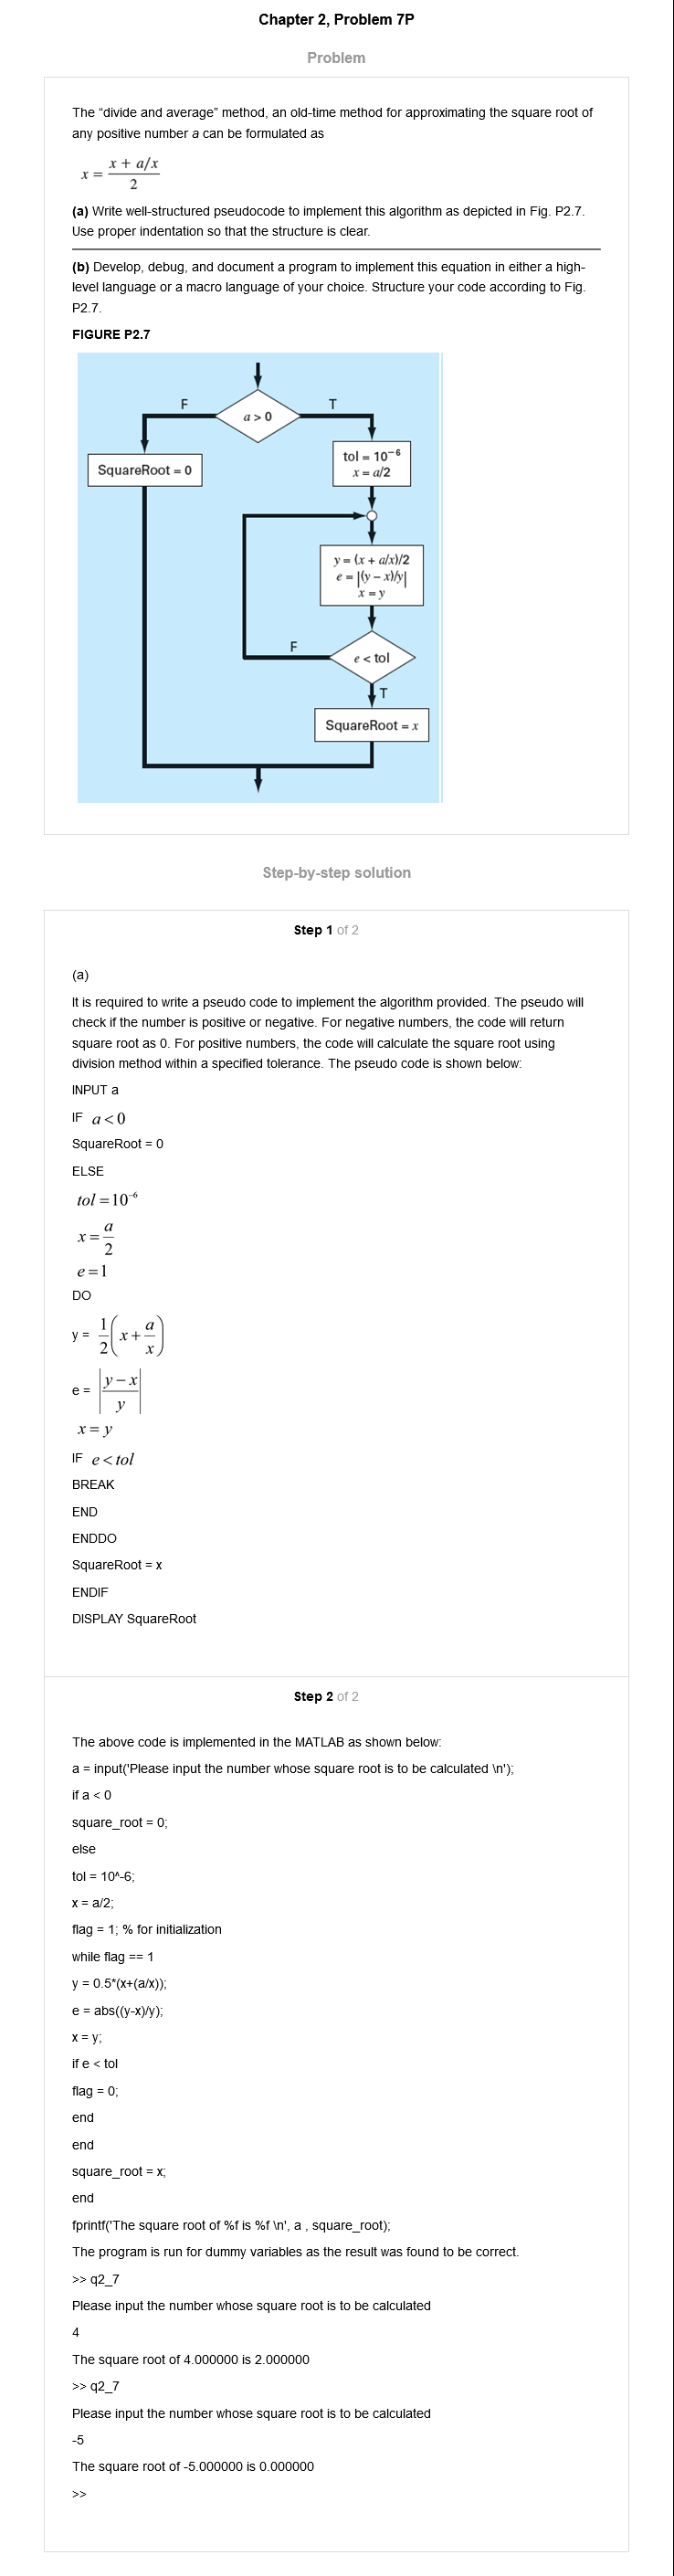 Chapter 2, Problem 7P
Problem
The “divide and average” method, an old-time method for approximating the square root of
any positive number a can be formulated as
x = (x + a/x)/2
(a) Write well-structured pseudocode to implement this algorithm as depicted in Fig. P2.7.
Use proper indentation so that the structure is clear.
(b) Develop, debug, and document a program to implement this equation in either a high-
level language or a macro language of your choice. Structure your code according to Fig.
P2.7.
FIGURE P2.7
F
a > 0
T
SquareRoot = 0
tol = 10⁻⁶
x = a/2
y = (x + a/x)/2
e = |(y – x)/y|
x = y
F
e < tol
T
SquareRoot = x
Step-by-step solution
Step 1 of 2
(a)
It is required to write a pseudo code to implement the algorithm provided. The pseudo will
check if the number is positive or negative. For negative numbers, the code will return
square root as 0. For positive numbers, the code will calculate the square root using
division method within a specified tolerance. The pseudo code is shown below:
INPUT a
IF a < 0
SquareRoot = 0
ELSE
tol = 10⁻⁶
x = a/2
e = 1
DO
y = 1/2(x + a/x)
e = |(y − x)/y|
x = y
IF e < tol
BREAK
END
ENDDO
SquareRoot = x
ENDIF
DISPLAY SquareRoot
Step 2 of 2
The above code is implemented in the MATLAB as shown below:
a = input('Please input the number whose square root is to be calculated \n');
if a < 0
square_root = 0;
else
tol = 10^-6;
x = a/2;
flag = 1; % for initialization
while flag == 1
y = 0.5*(x+(a/x));
e = abs((y-x)/y);
x = y;
if e < tol
flag = 0;
end
end
square_root = x;
end
fprintf('The square root of %f is %f \n', a , square_root);
The program is run for dummy variables as the result was found to be correct.
>> q2_7
Please input the number whose square root is to be calculated
4
The square root of 4.000000 is 2.000000
>> q2_7
Please input the number whose square root is to be calculated
-5
The square root of -5.000000 is 0.000000
>>